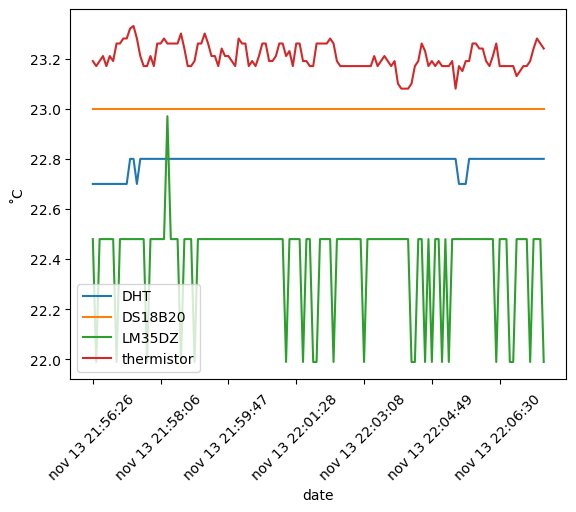 23.2
23.0
22.8
22.6
22.4
22.2
22.0
˚C
DHT
DS18B20
LM35DZ
thermistor
nov 13 21:56:26
nov 13 21:58:06
nov 13 21:59:47
nov 13 22:01:28
nov 13 22:03:08
nov 13 22:04:49
nov 13 22:06:30
date